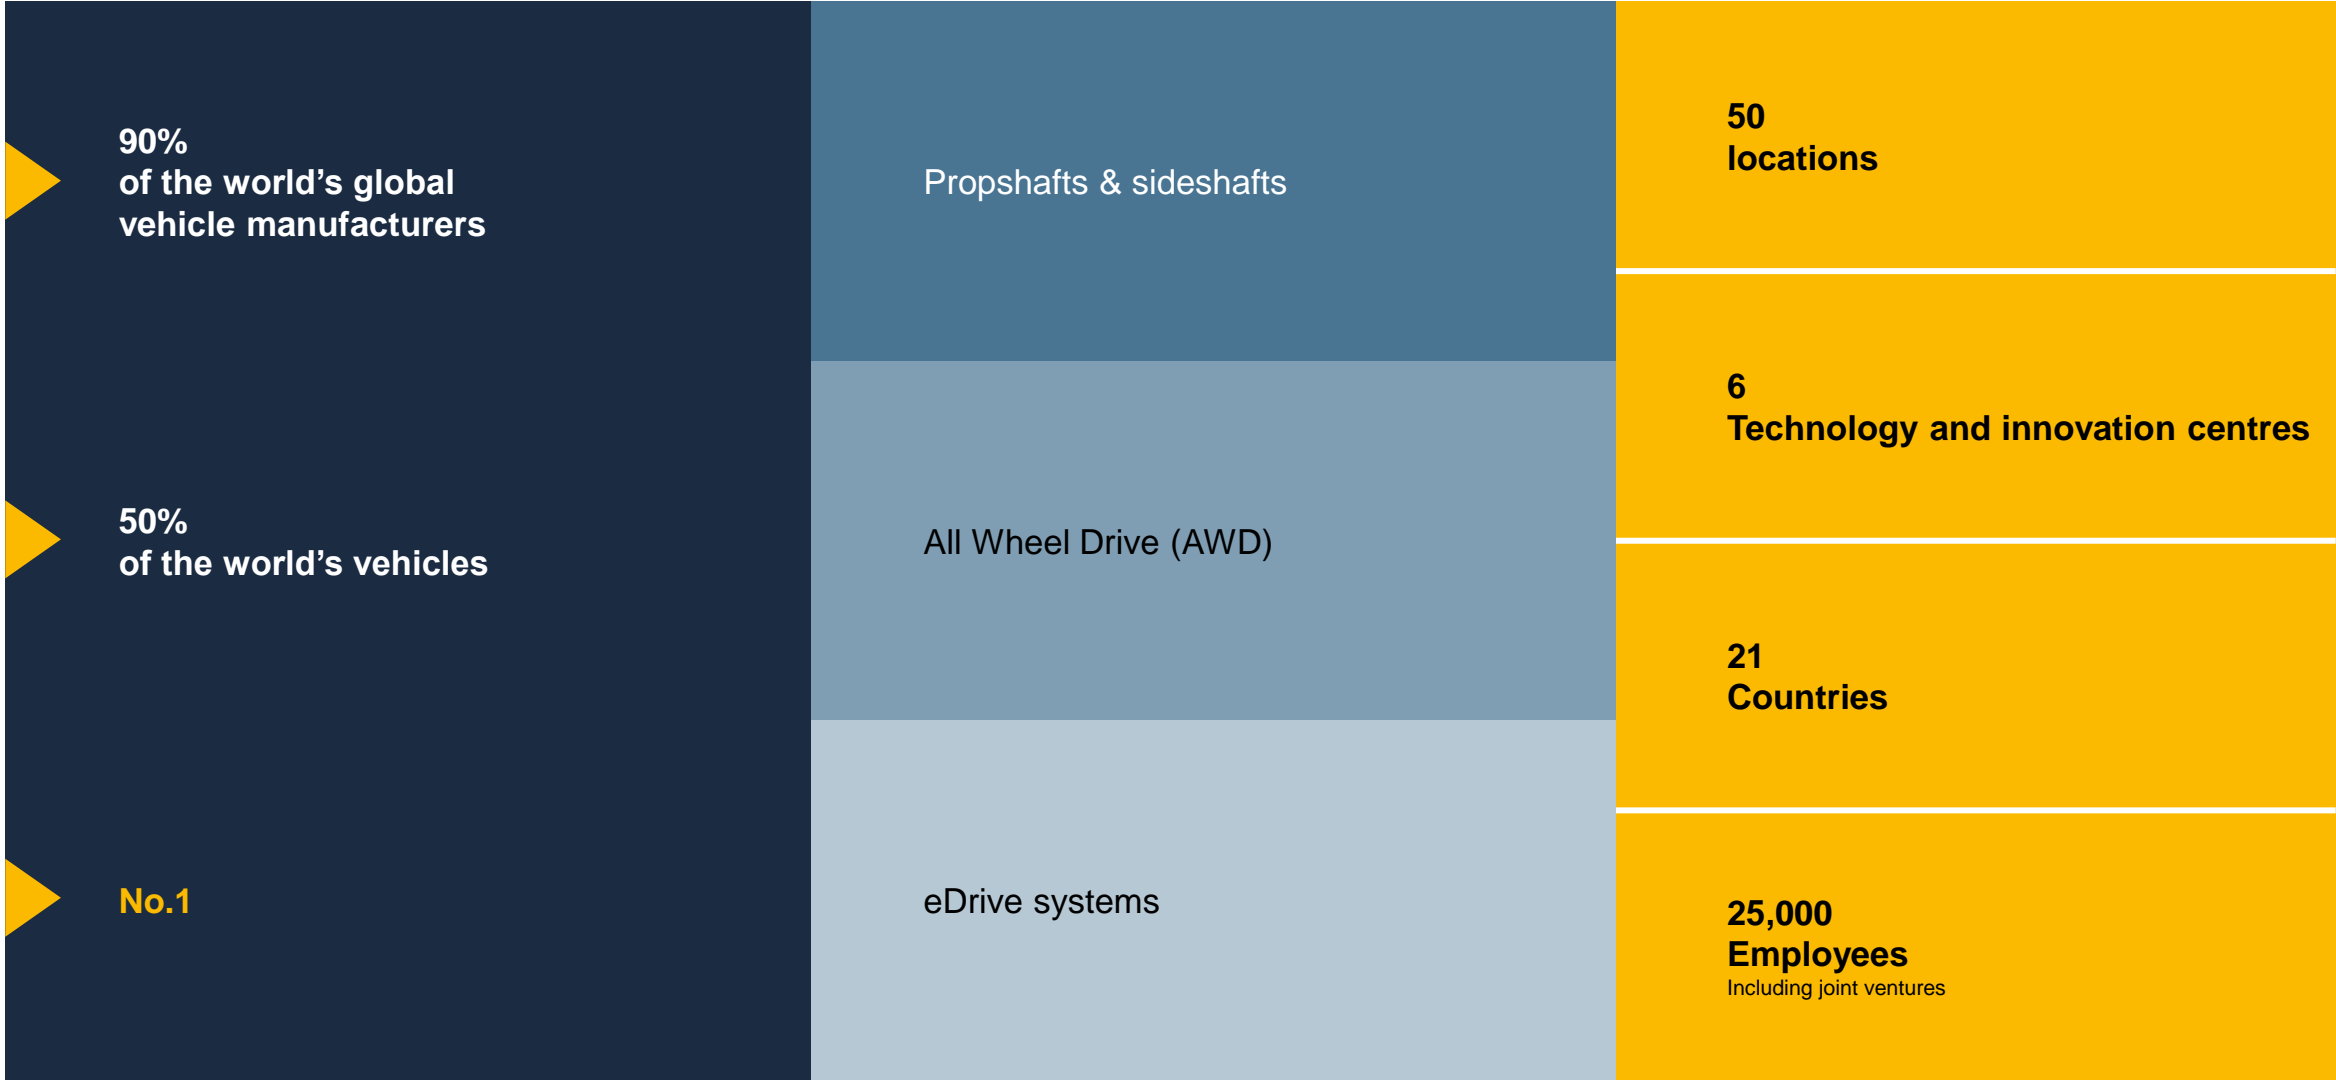 90%
of the world’s global
vehicle manufacturers
50%
of the world’s vehicles
No.1
Propshafts & sideshafts
All Wheel Drive (AWD)
eDrive systems
50
locations
6
Technology and innovation centres
21
Countries
25,000
Employees
Including joint ventures